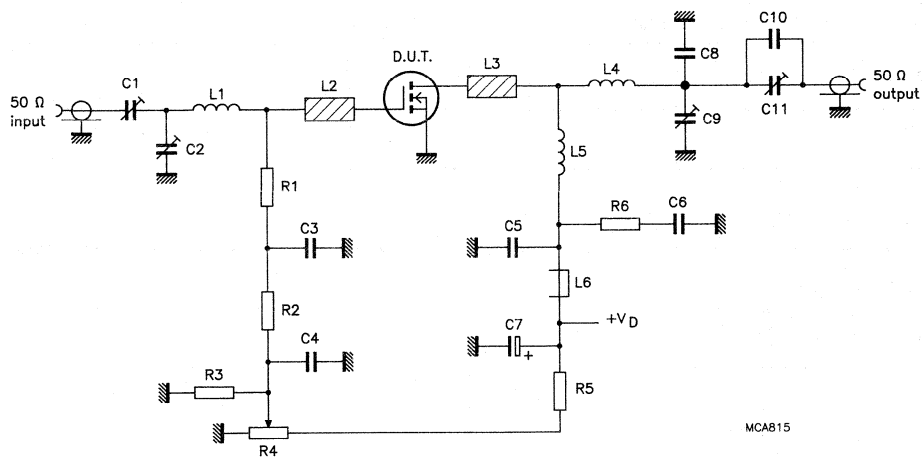 50 Ω
input
C1
C2
L1
L2
D.U.T.
L3
L4
C8
C9
C10
C11
50 Ω
output
R1
C3
R2
C4
R3
R4
L5
R6
C6
C5
L6
+VD
C7
+
R5
MCA815